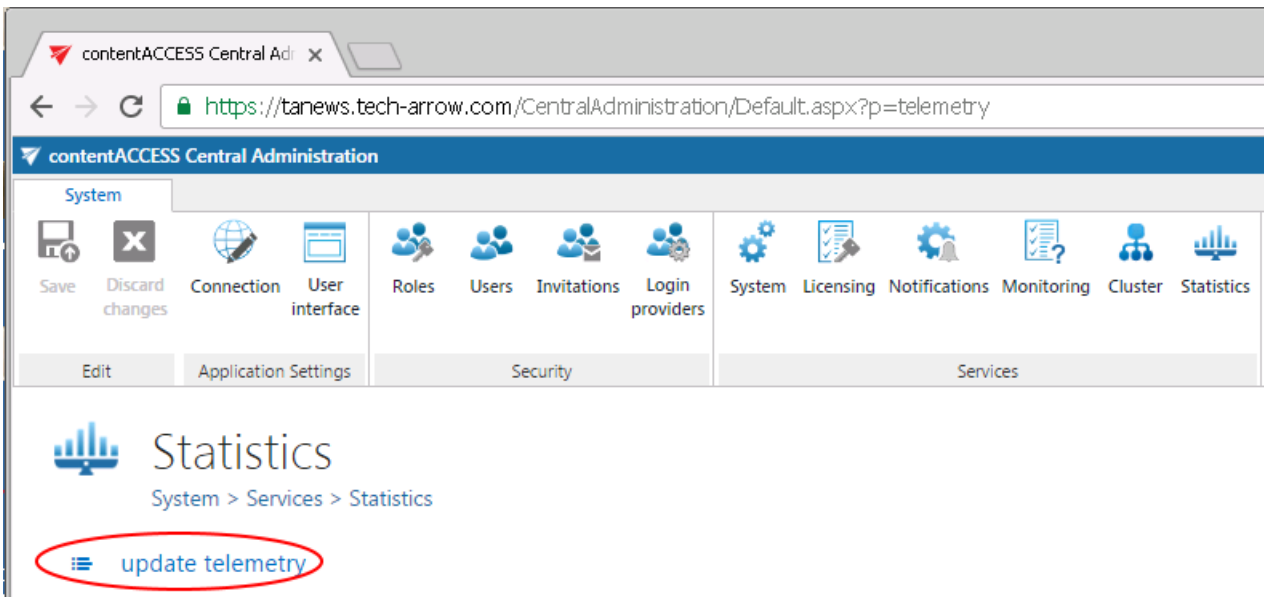 contentACCESS Central Adr
https://tanews.tech-arrow.com/CentralAdministration/Default.aspx?p=telemetry
contentACCESS Central Administration
System
Save Discard changes Connection User interface Roles Users Invitations Login providers System Licensing Notifications Monitoring Cluster Statistics
Edit Application Settings Security Services
Statistics
System > Services > Statistics
update telemetry